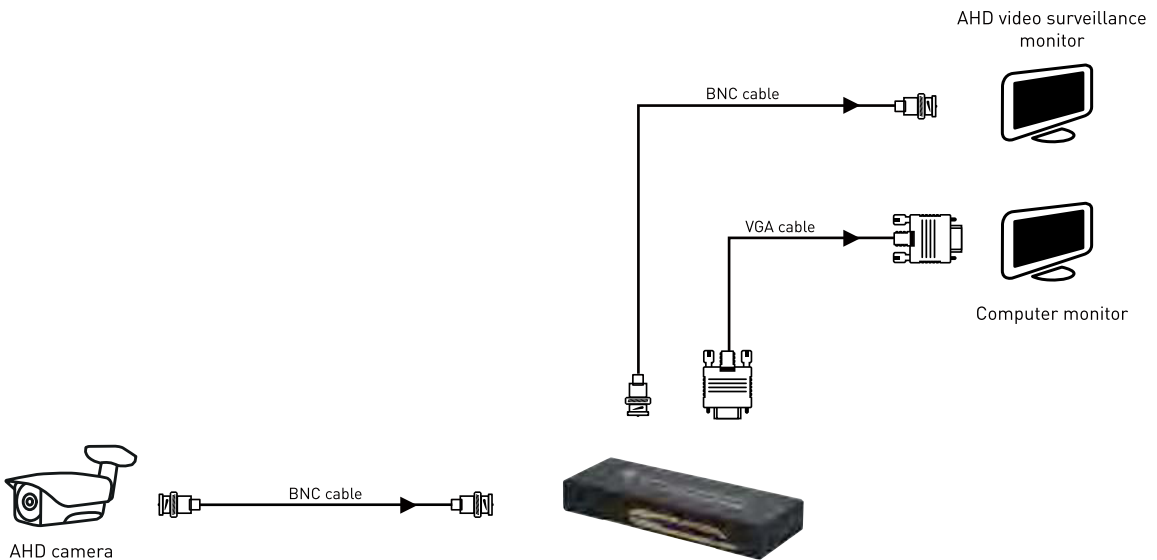 AHD video surveillance
monitor
BNC cable
VGA cable
Computer monitor
BNC cable
AHD camera